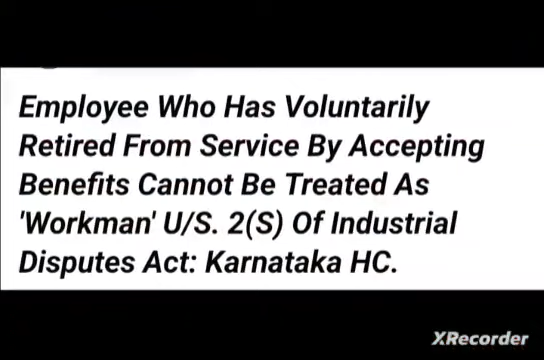 Employee Who Has Voluntarily
Retired From Service By Accepting
Benefits Cannot Be Treated As
'Workman' U/S. 2(S) Of Industrial
Disputes Act: Karnataka HC.
XRecorder